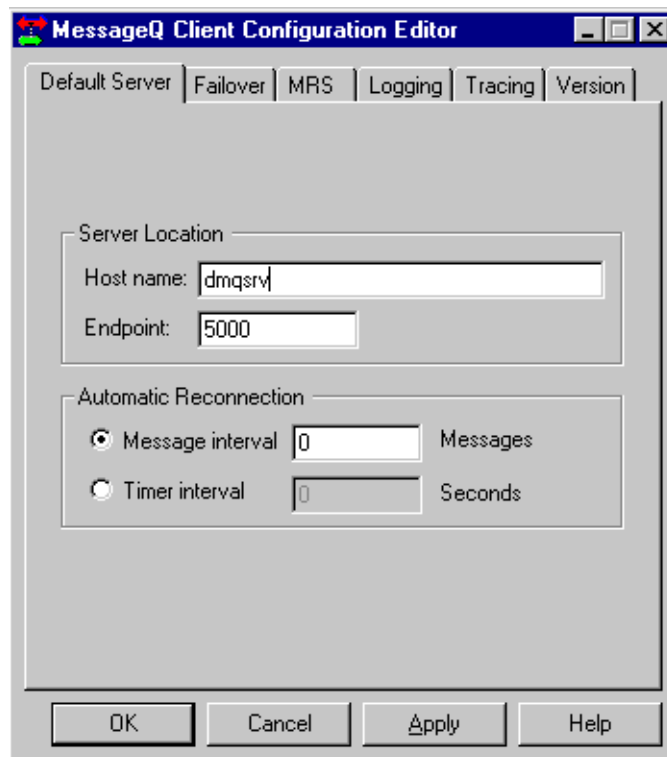 MessageQ Client Configuration Editor
Default Server Failover MRS Logging Tracing Version
Server Location
Host name: dmqsrv
Endpoint: 5000
Automatic Reconnection
Message interval 0 Messages
Timer interval 0 Seconds
OK Cancel Apply Help